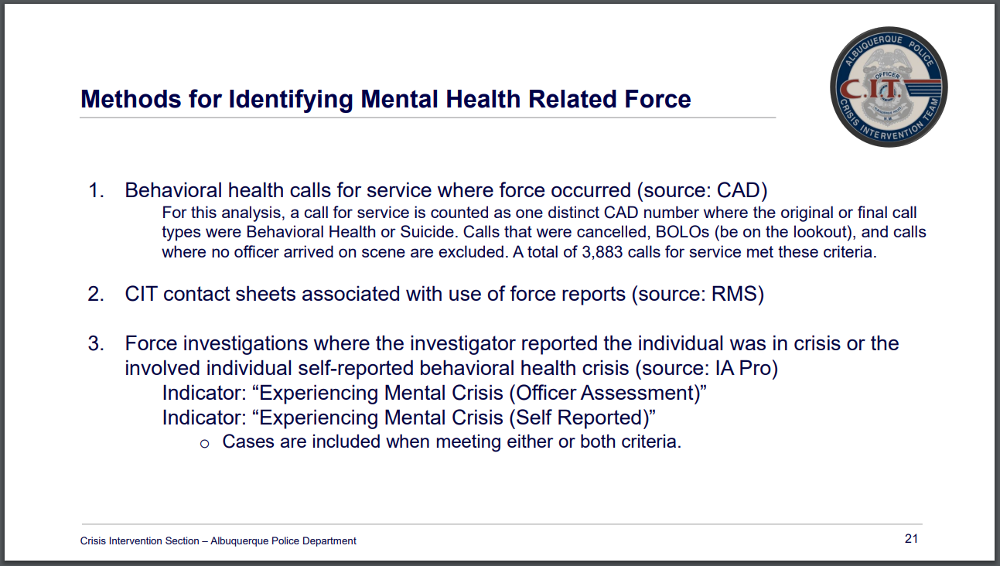 ALBUQUERQUE POLICE
OFFICER
C.I.T.
N.M.
CRISIS INTERVENTION TEAM
Methods for Identifying Mental Health Related Force
1. Behavioral health calls for service where force occurred (source: CAD)
For this analysis, a call for service is counted as one distinct CAD number where the original or final call
types were Behavioral Health or Suicide. Calls that were cancelled, BOLOs (be on the lookout), and calls
where no officer arrived on scene are excluded. A total of 3,883 calls for service met these criteria.
2. CIT contact sheets associated with use of force reports (source: RMS)
3. Force investigations where the investigator reported the individual was in crisis or the
involved individual self-reported behavioral health crisis (source: IA Pro)
Indicator: “Experiencing Mental Crisis (Officer Assessment)”
Indicator: “Experiencing Mental Crisis (Self Reported)”
o Cases are included when meeting either or both criteria.
Crisis Intervention Section – Albuquerque Police Department
21